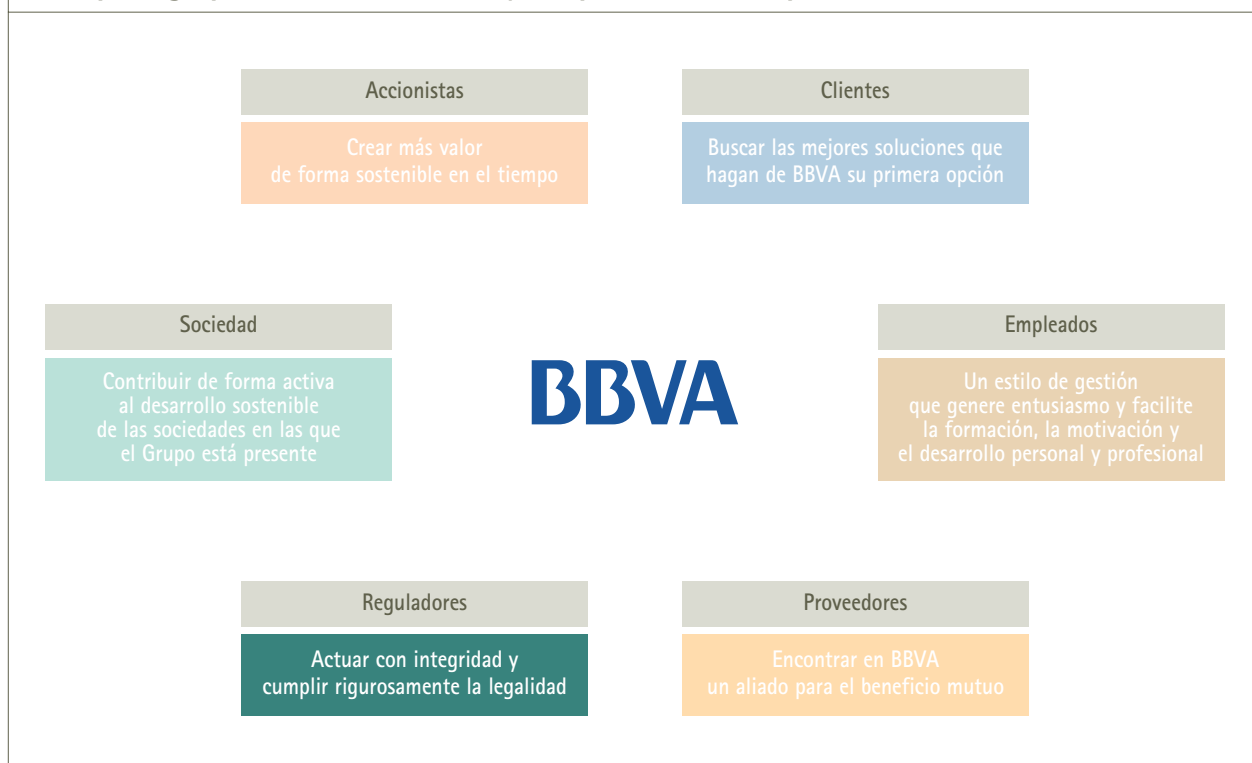 Accionistas
Crear más valor
de forma sostenible en el tiempo
Clientes
Buscar las mejores soluciones que
hagan de BBVA su primera opción
Sociedad
Contribuir de forma activa
al desarrollo sostenible
de las sociedades en las que
el Grupo está presente
BBVA
Empleados
Un estilo de gestión
que genere entusiasmo y facilite
la formación, la motivación y
el desarrollo personal y profesional
Reguladores
Actuar con integridad y
cumplir rigurosamente la legalidad
Proveedores
Encontrar en BBVA
un aliado para el beneficio mutuo